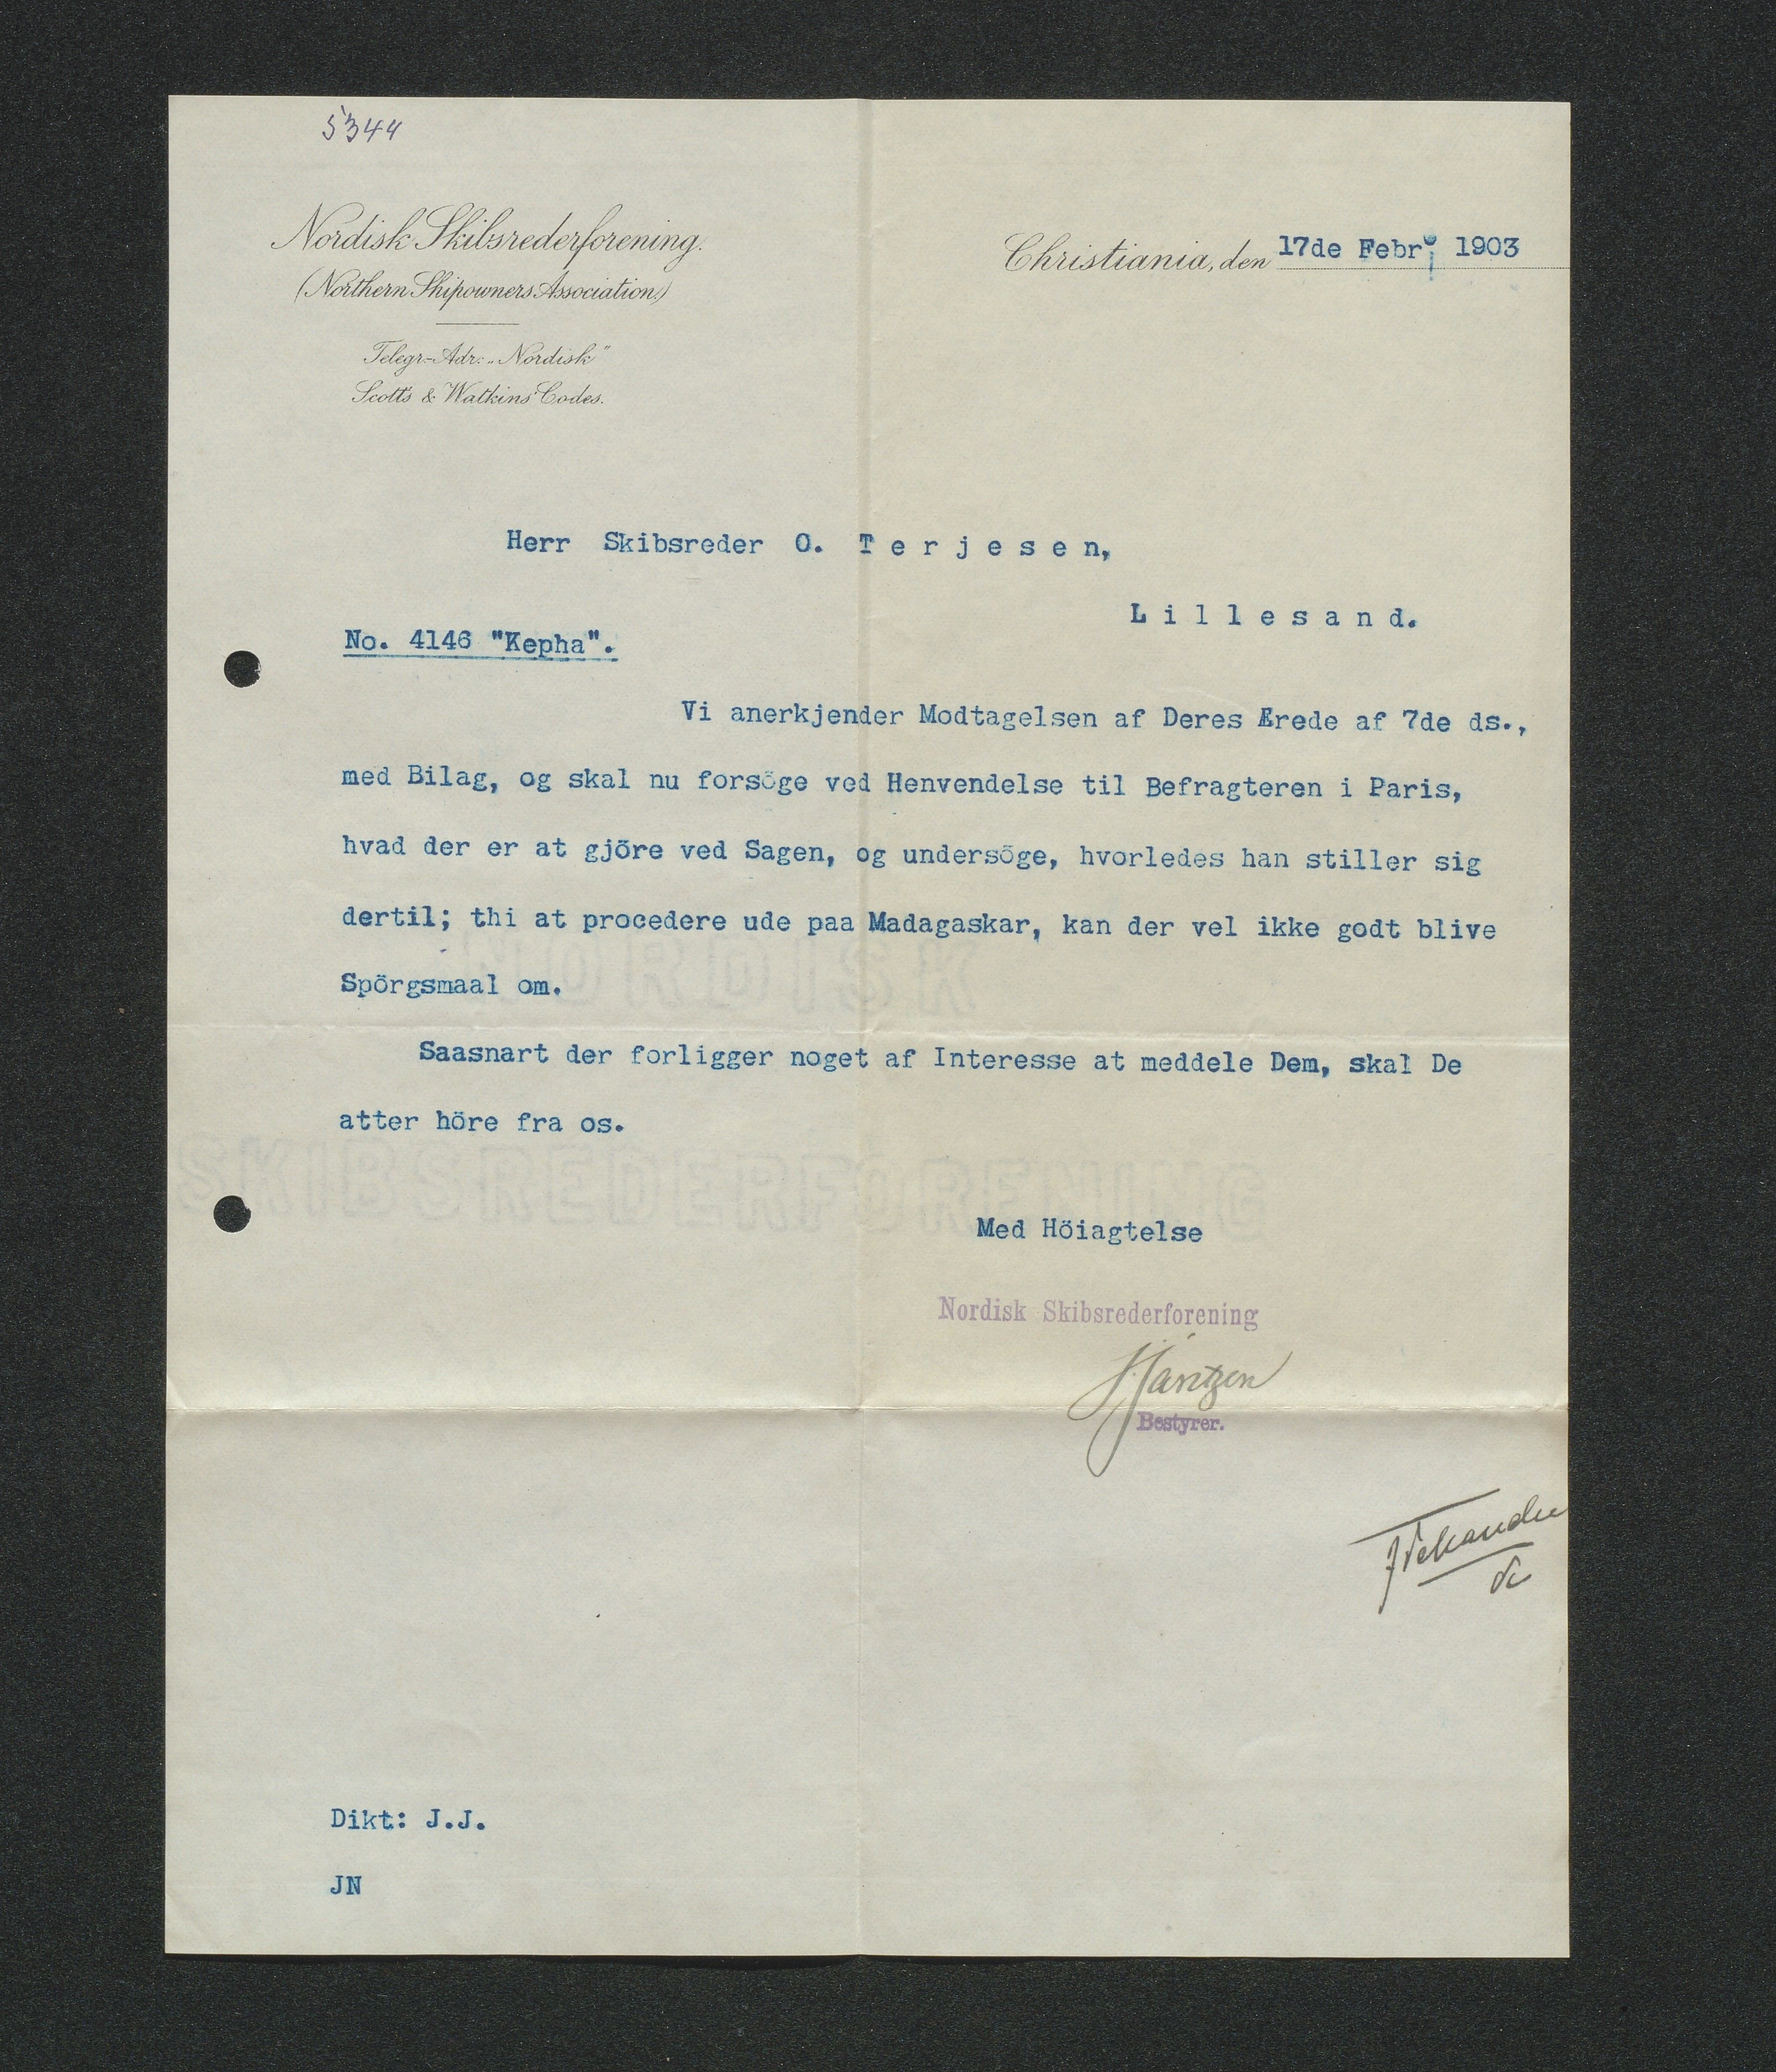 5344
Nordisk Skibsrederforening.
(Northern Shipowners Association.)
Telegr.-Adr.: „Nordisk"
Scott's & Watkins' Codes.
Christiania, den 17de Febr. 1903
Herr Skibsreder O. Terjesen,
Lillesand.
No. 4146 "Kepha".
Vi anerkjender Modtagelsen af Deres Ærede af 7de ds.,
med Bilag, og skal nu forsöge ved Henvendelse til Befragteren i Paris,
hvad der er at gjöre ved Sagen, og undersöge, hvorledes han stiller sig
dertil; thi at procedere ude paa Madagaskar, kan der vel ikke godt blive
Spörgsmaal om.
NORDISK
Saasnart der forligger noget af Interesse at meddele Dem, skal De
atter höre fra os.
SKIBSREDERFORENING
Med Höiagtelse
Nordisk Skibsrederforening
J. Jantzen
Bestyrer.
Dikt: J.J.
JN